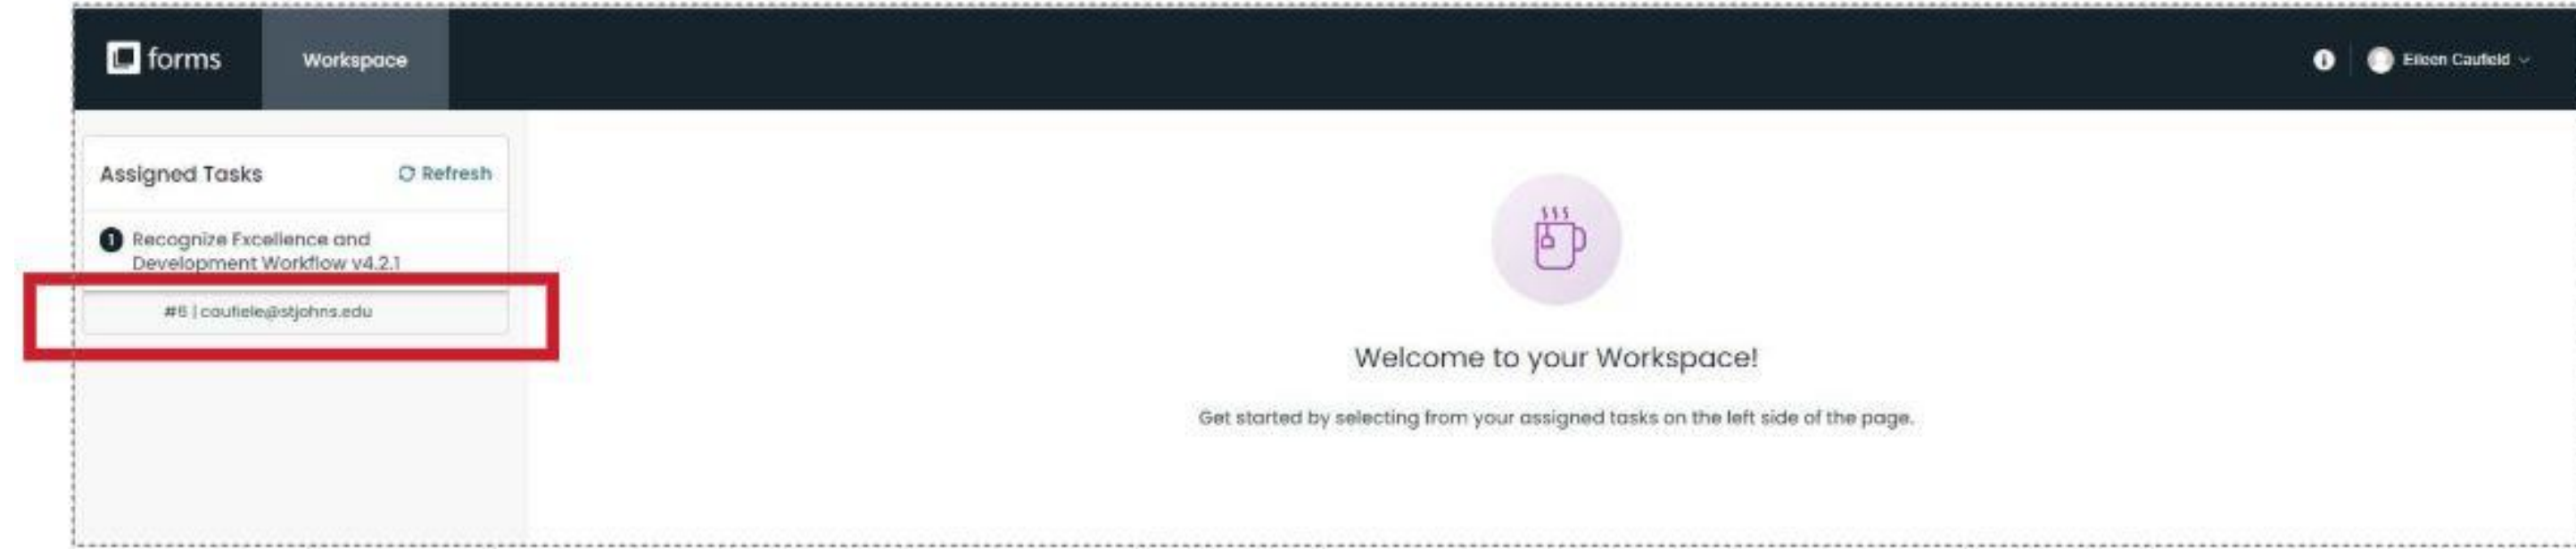 forms
Workspace
Eileen Caufield
Assigned Tasks
Refresh
1 Recognize Excellence and
Development Workflow v4.2.1
#6 | caufiele@stjohns.edu
Welcome to your Workspace!
Get started by selecting from your assigned tasks on the left side of the page.